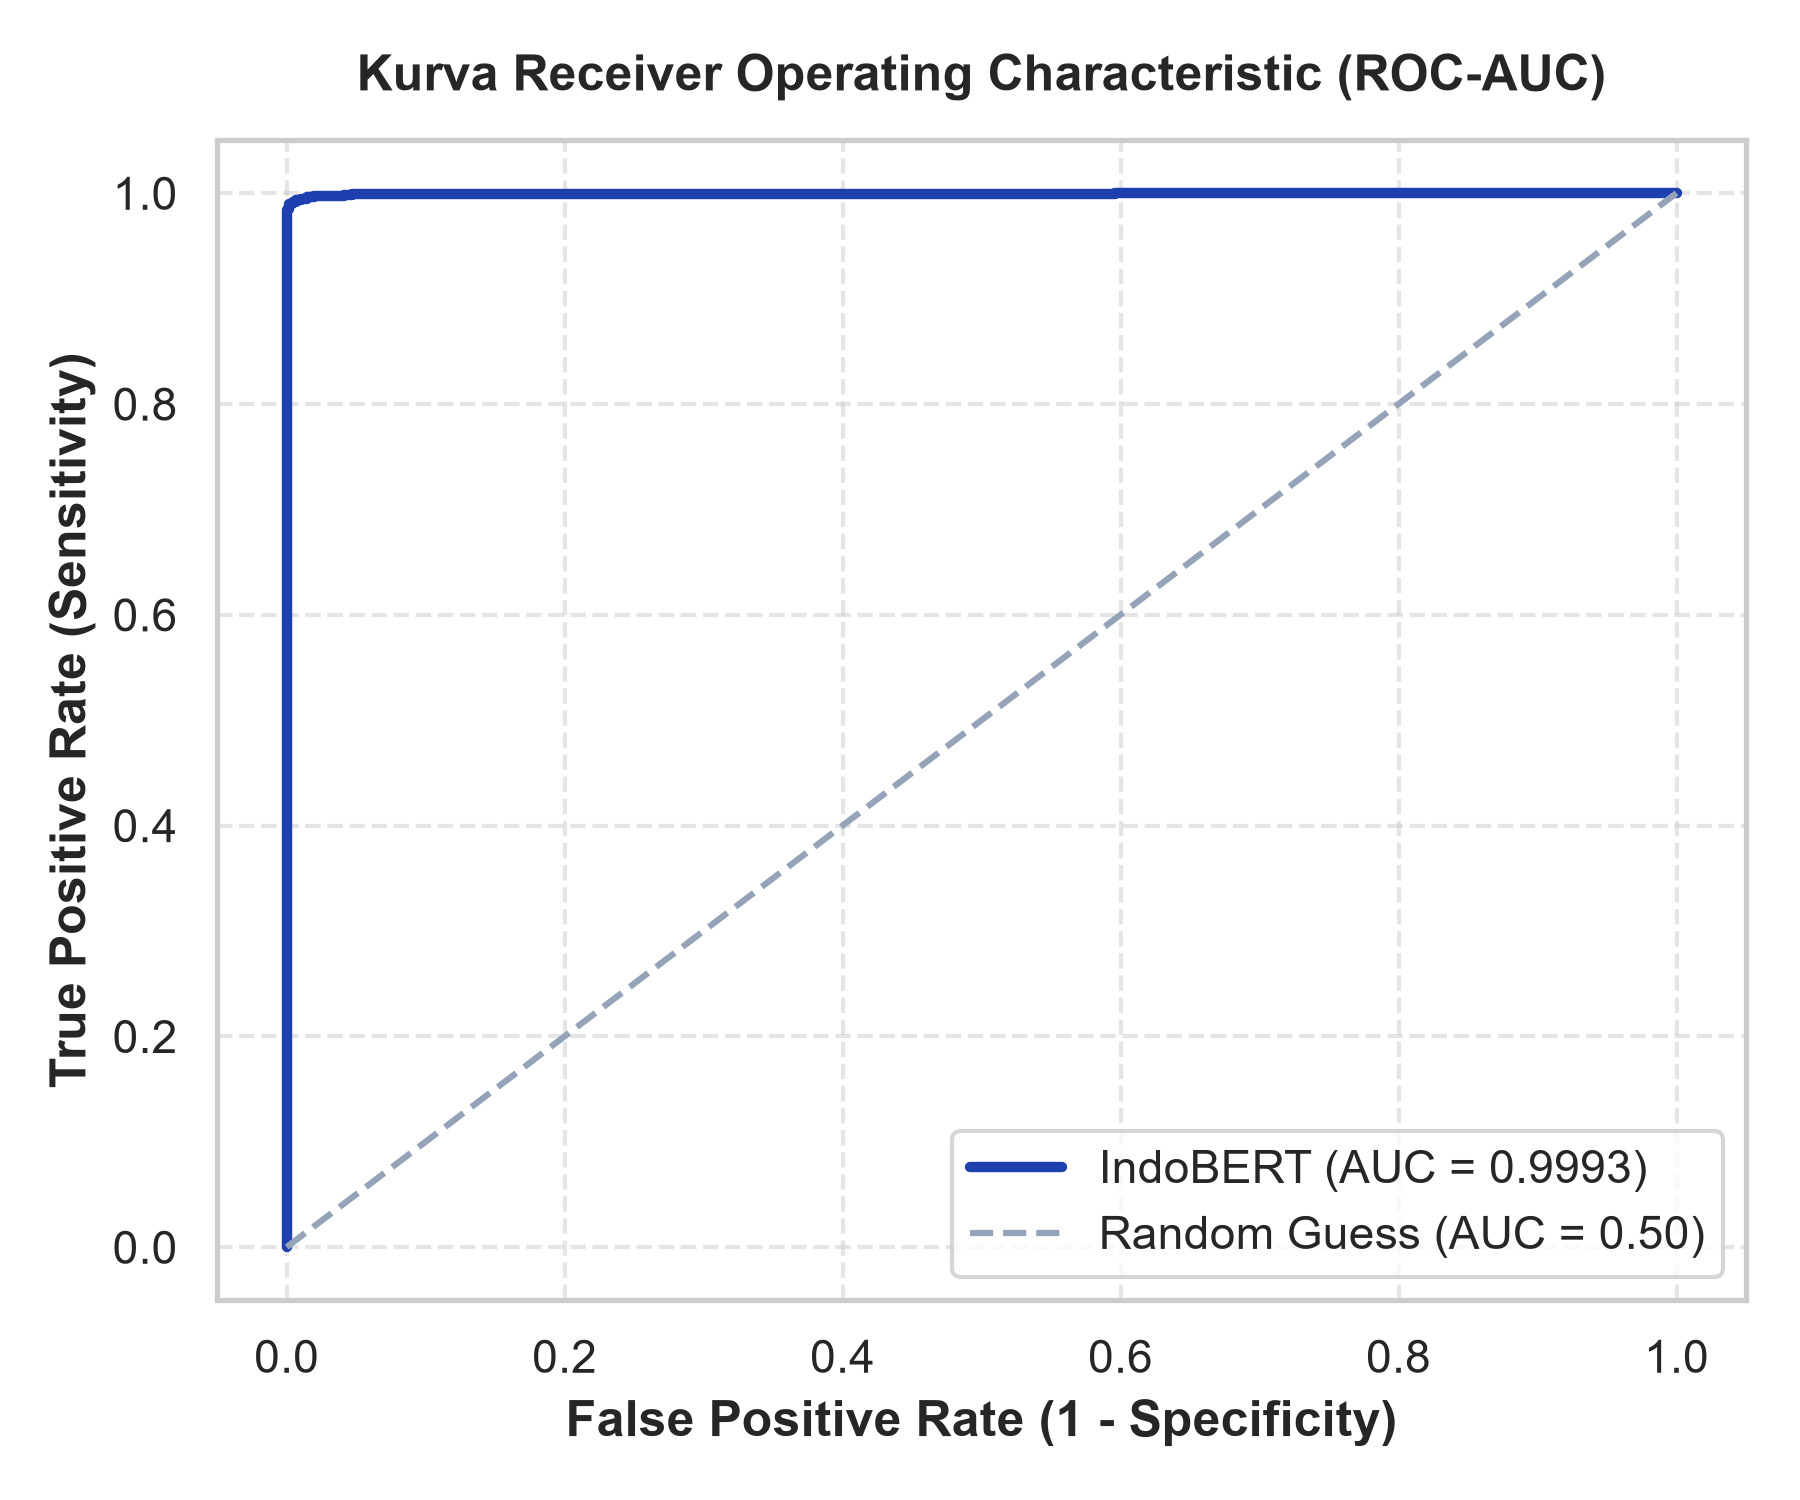 Kurva Receiver Operating Characteristic (ROC-AUC)
True Positive Rate (Sensitivity)
1.0
0.8
0.6
0.4
0.2
0.0
IndoBERT (AUC = 0.9993)
Random Guess (AUC = 0.50)
0.0 0.2 0.4 0.6 0.8 1.0
False Positive Rate (1 - Specificity)